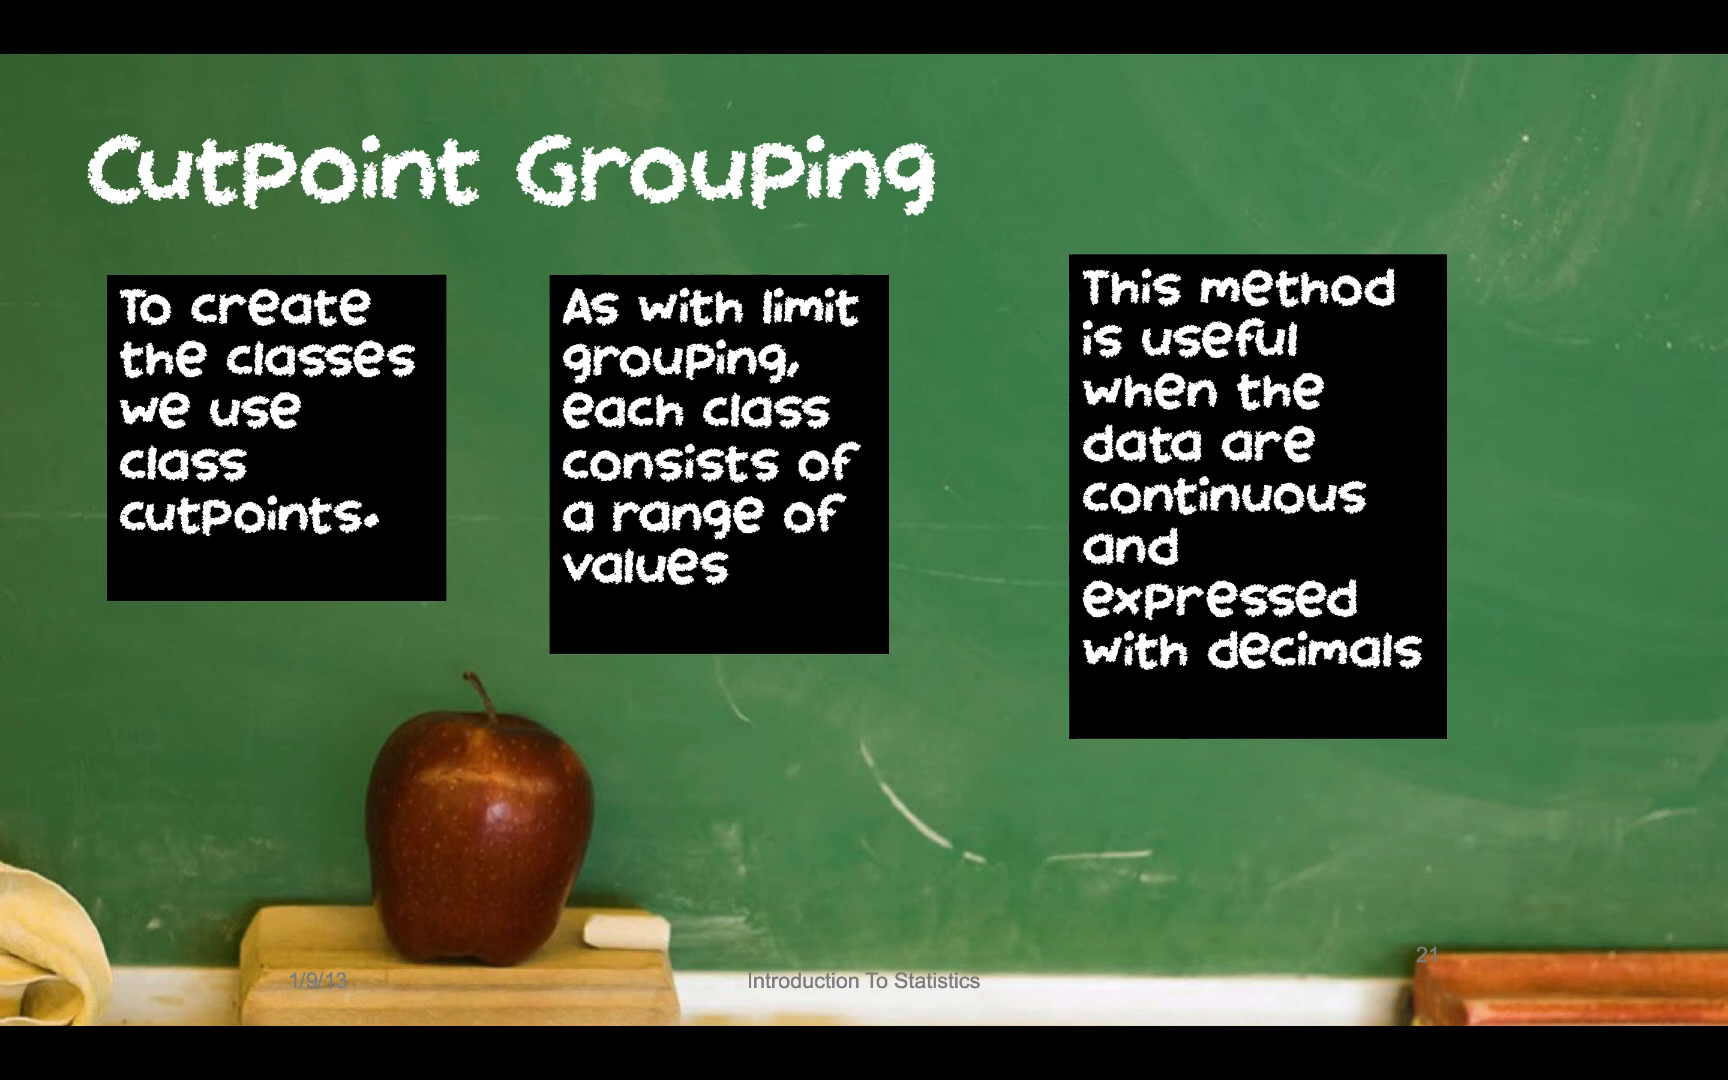 Cutpoint Grouping
To create
the classes
we use
class
cutpoints.
As with limit
grouping,
each class
consists of
a range of
values
This method
is useful
when the
data are
continuous
and
expressed
with decimals
1/9/13
Introduction To Statistics
21